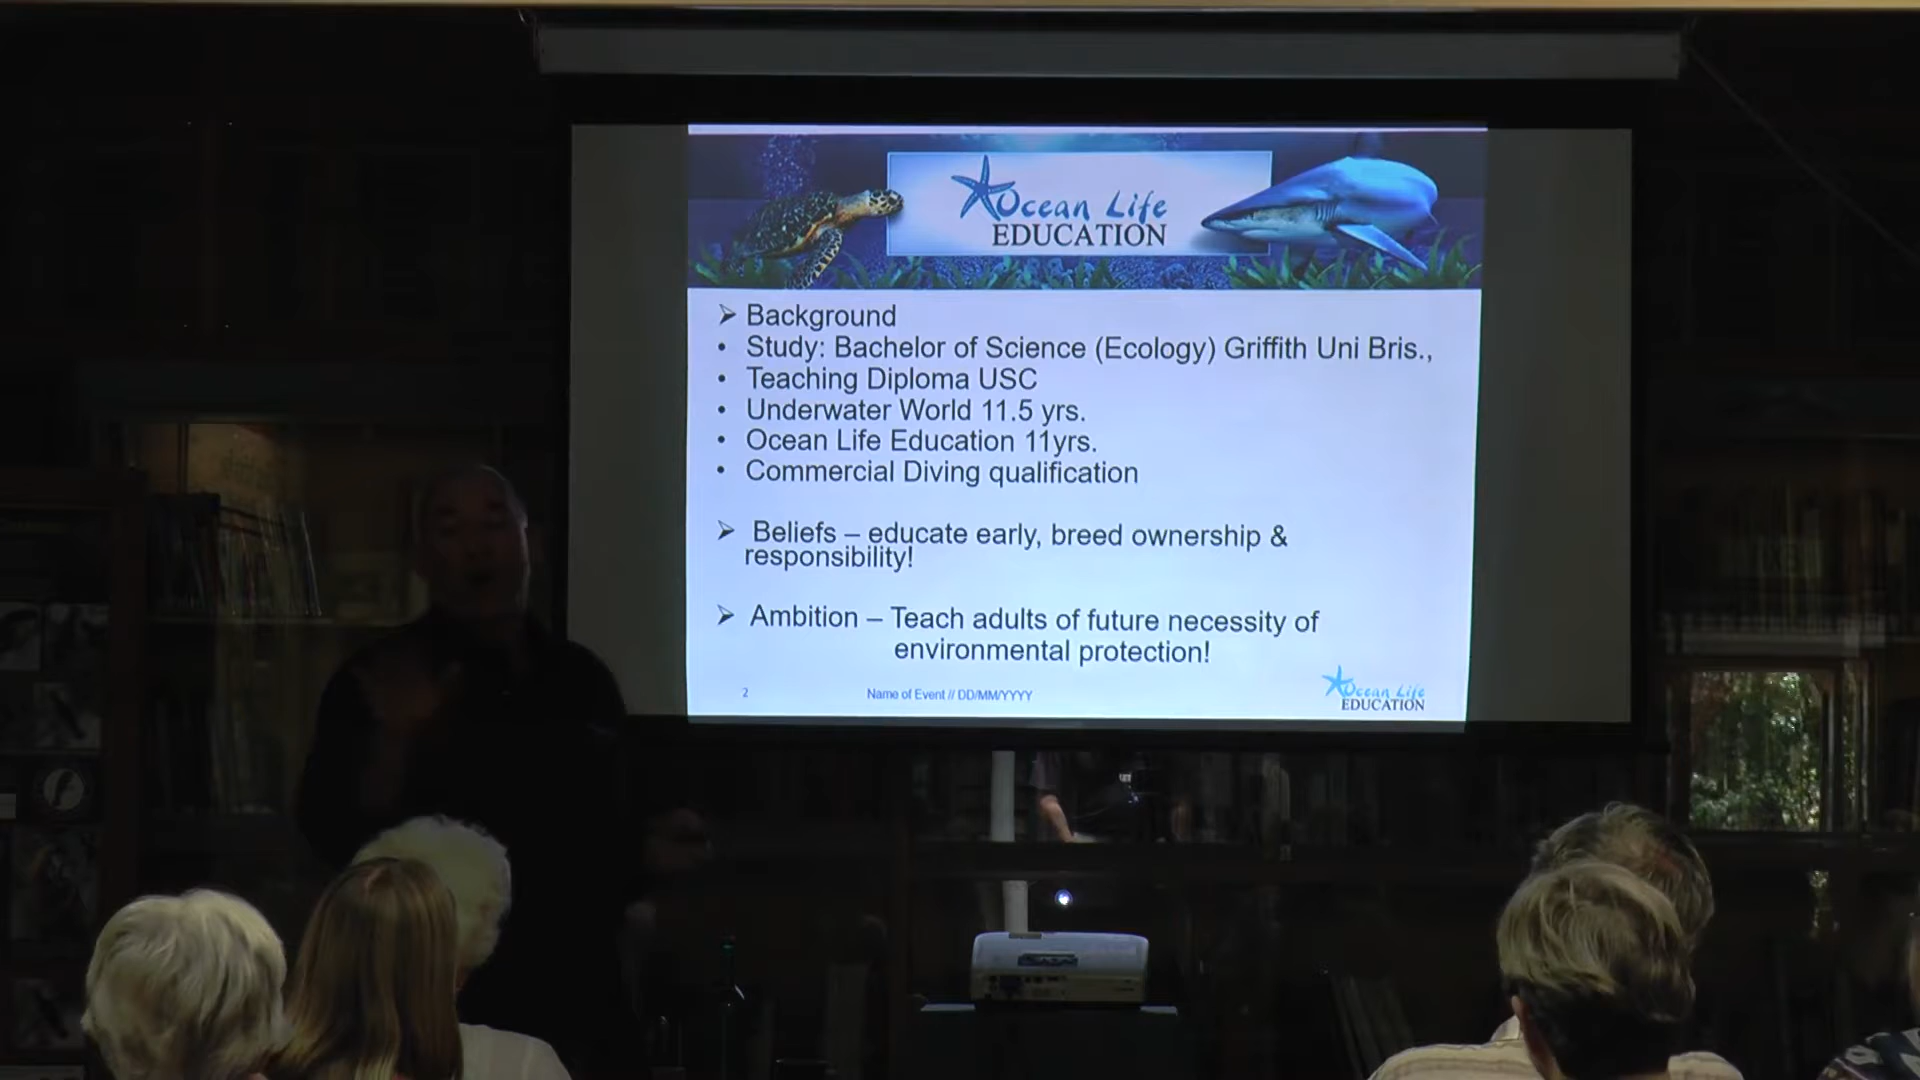 Ocean Life
EDUCATION
➢ Background
• Study: Bachelor of Science (Ecology) Griffith Uni Bris.,
• Teaching Diploma USC
• Underwater World 11.5 yrs.
• Ocean Life Education 11yrs.
• Commercial Diving qualification
➢ Beliefs – educate early, breed ownership &
responsibility!
➢ Ambition – Teach adults of future necessity of
environmental protection!
2 Name of Event // DD/MM/YYYY
Ocean Life
EDUCATION